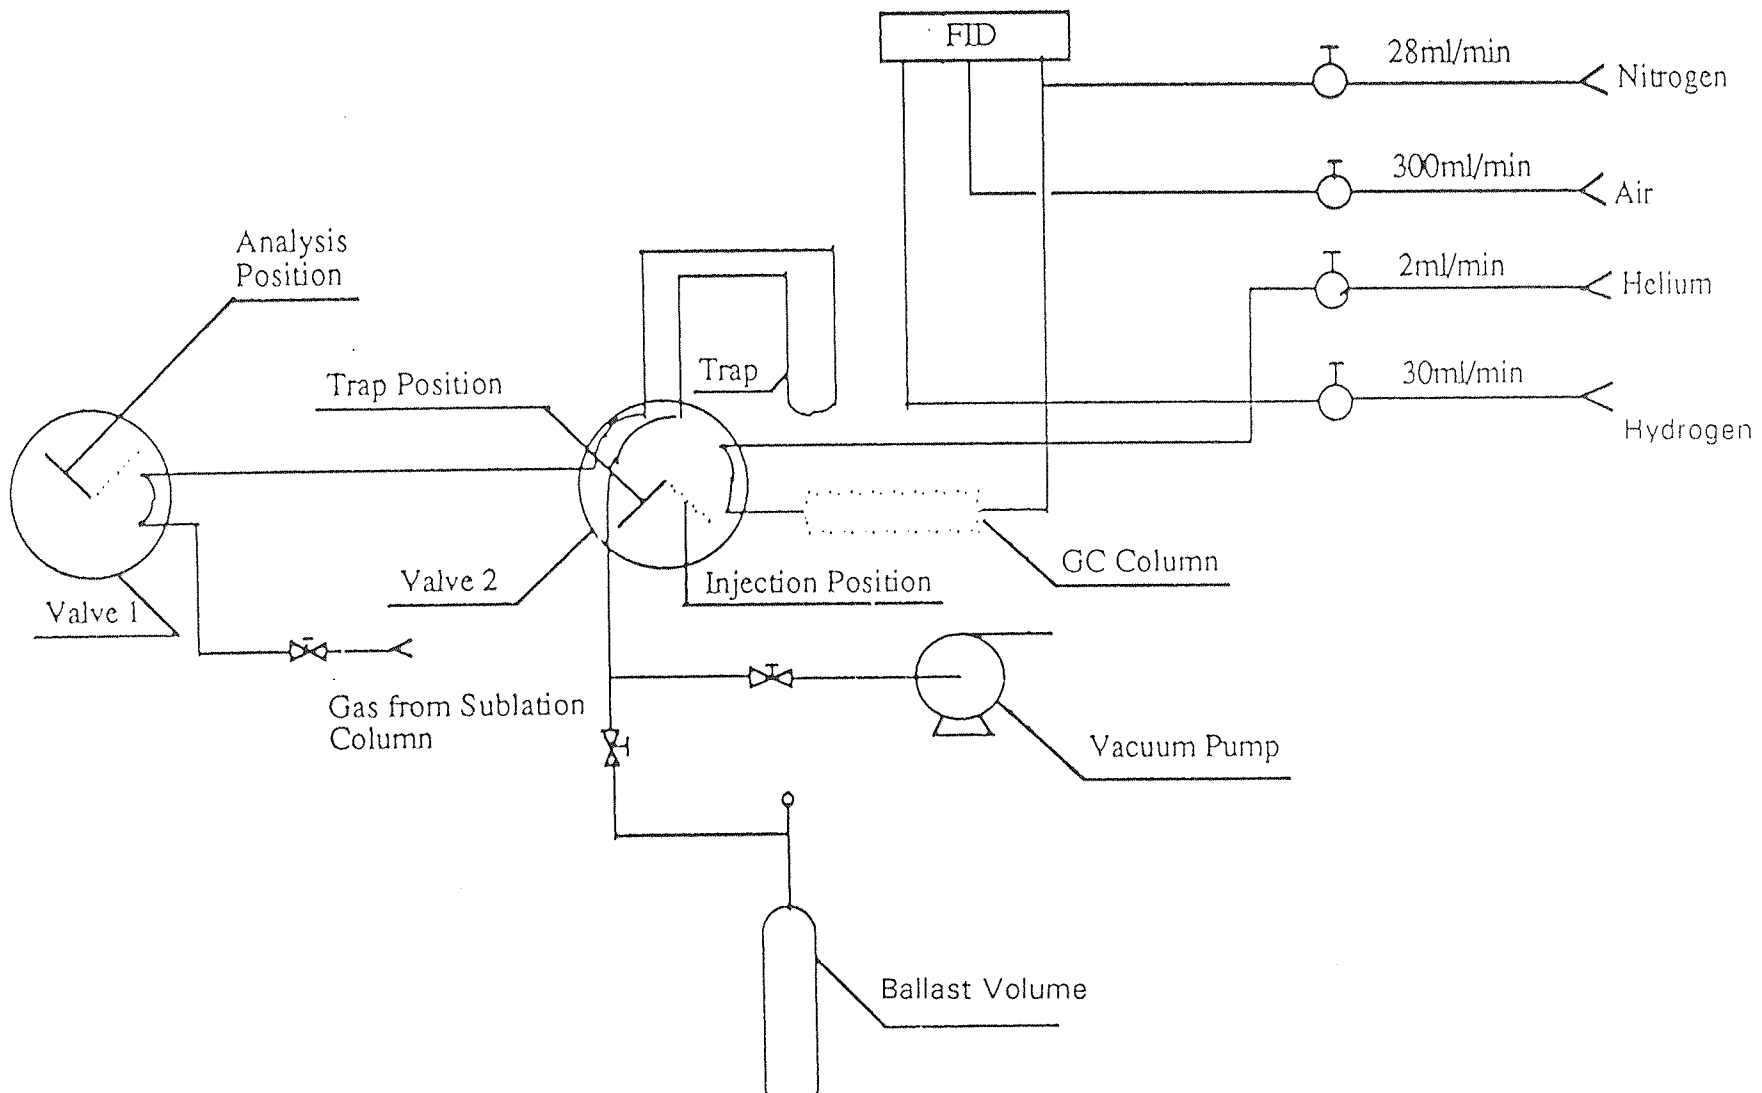 FID
28ml/min
Nitrogen
300ml/min
Air
Analysis
Position
2ml/min
Helium
Trap Position
Trap
30ml/min
Hydrogen
Valve 1
Valve 2
Injection Position
GC Column
Gas from Sublation
Column
Vacuum Pump
Ballast Volume